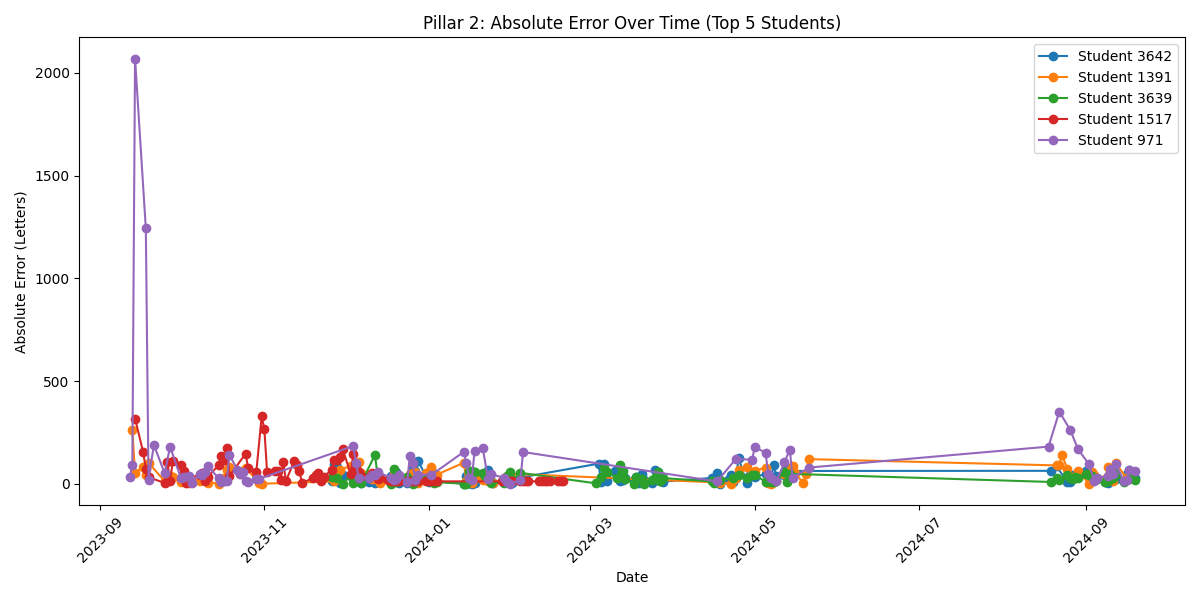 Pillar 2: Absolute Error Over Time (Top 5 Students)
Student 3642
Student 1391
Student 3639
Student 1517
Student 971
Absolute Error (Letters)
2000
1500
1000
500
0
2023-09
2023-11
2024-01
2024-03
2024-05
2024-07
2024-09
Date